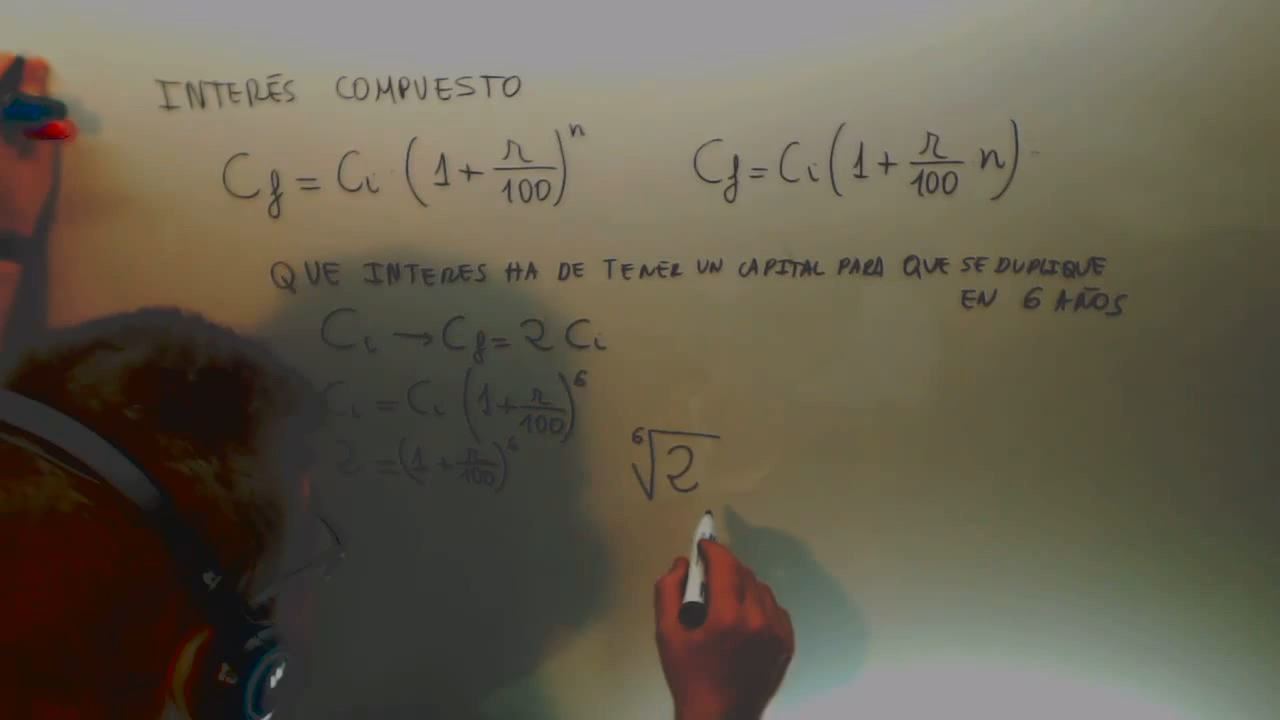 INTERÉS COMPUESTO
Cf = Ci · (1 + r/100)^n    Cf = Ci (1 + r/100 n)
QUE INTERES HA DE TENER UN CAPITAL PARA QUE SE DUPLIQUE
EN 6 AÑOS
Ci → Cf = 2 Ci
Ci = Ci (1 + r/100)^6
2 = (1 + r/100)^6    ⁶√2